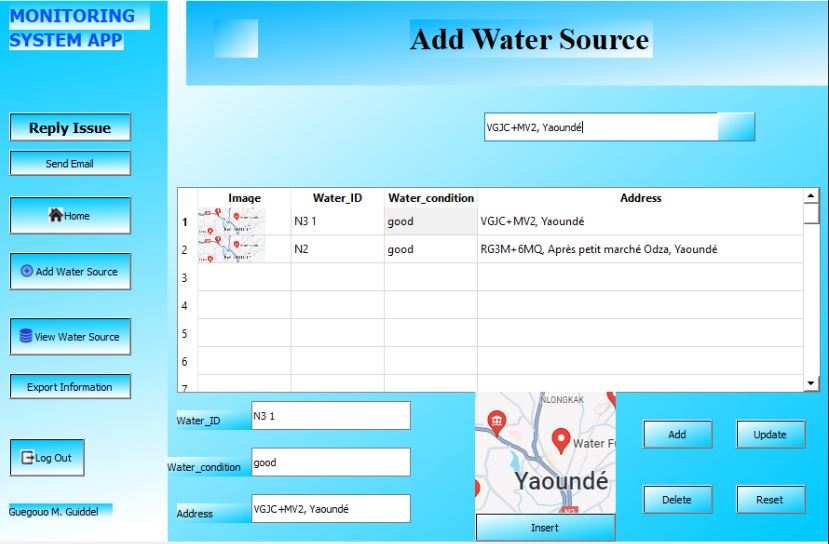 MONITORING
SYSTEM APP
Add Water Source
Reply Issue
VGJC+MV2, Yaoundé
Send Email
Home
Add Water Source
View Water Source
Export Information
Log Out
Guegouo M. Guiddel
Image Water_ID Water_condition Address
1 N3 1 good VGJC+MV2, Yaoundé
2 N2 good RG3M+6MQ, Après petit marché Odza, Yaoundé
3
4
5
6
7
Water_ID N3 1
Water_condition good
Address VGJC+MV2, Yaoundé
NLONGKAK
Water F
Yaoundé
N3
Insert
Add Update
Delete Reset